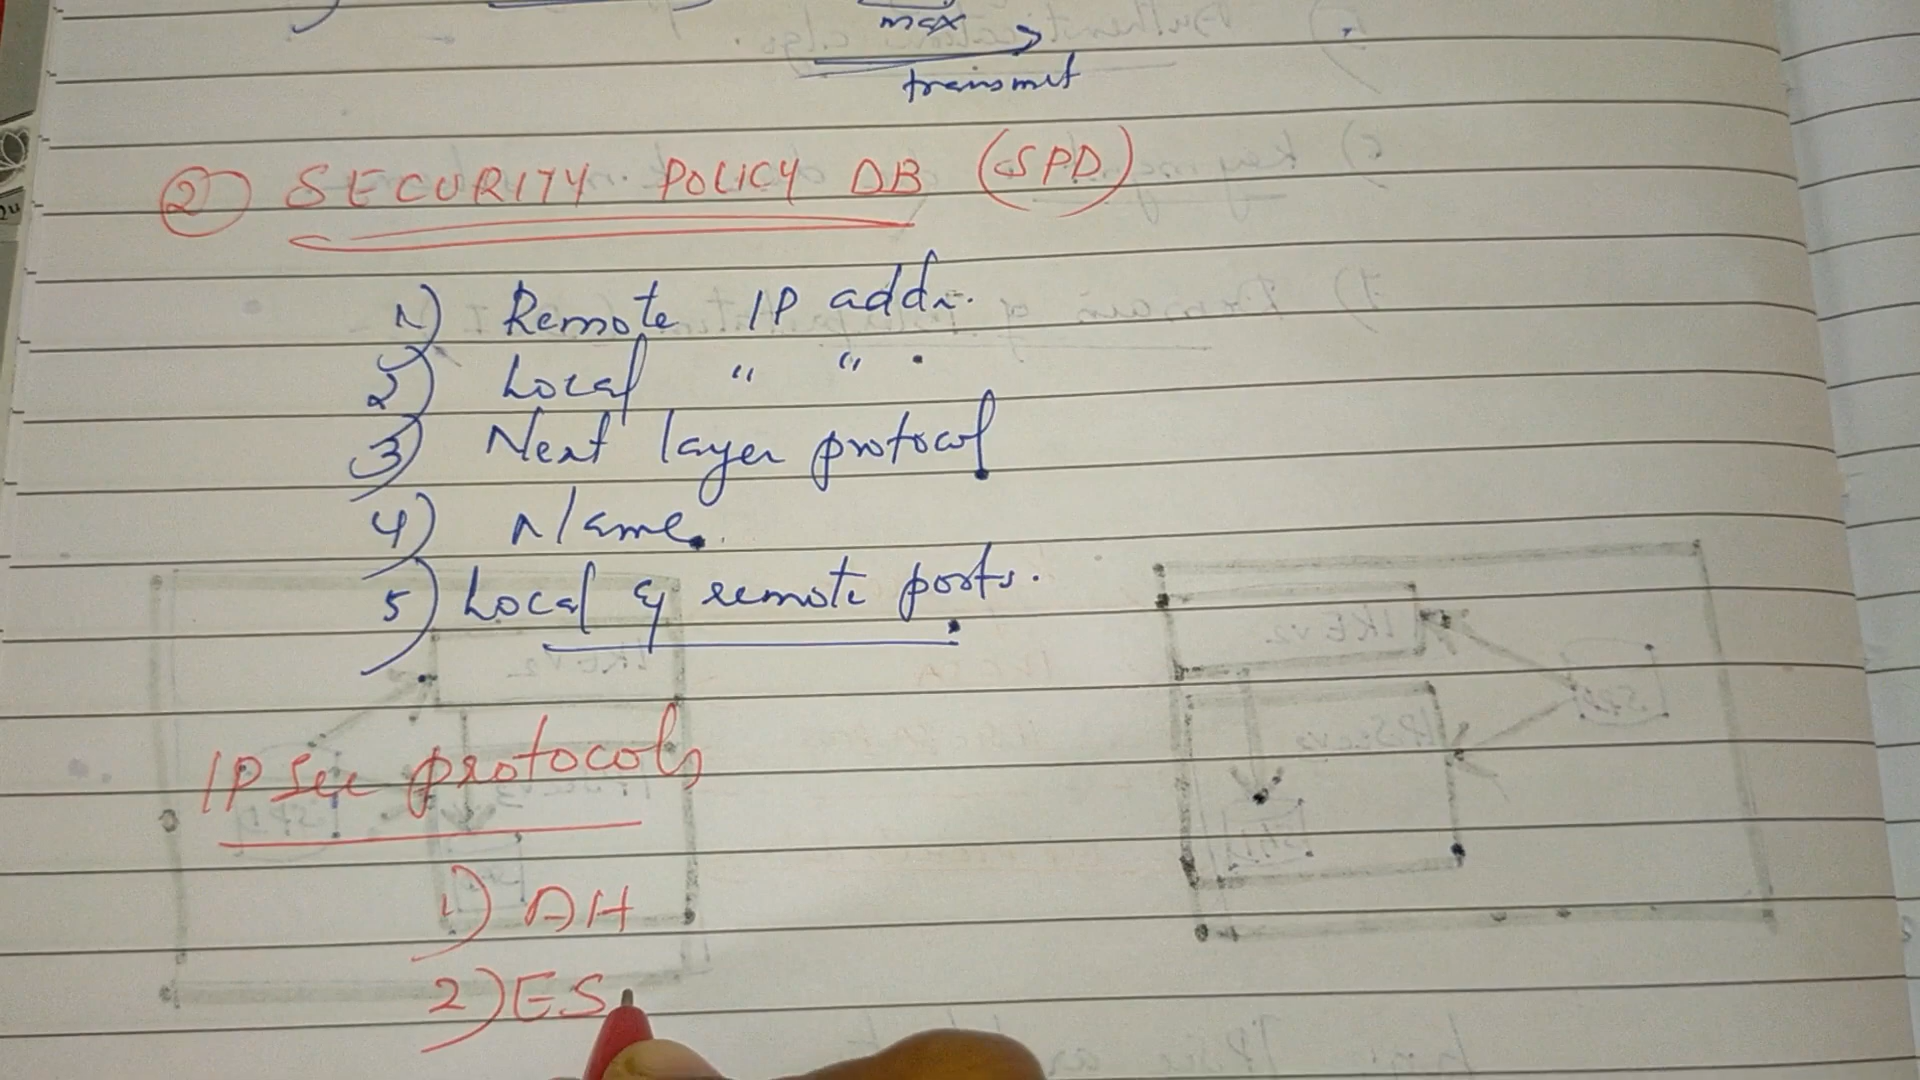 max
transmit
② SECURITY POLICY DB (SPD)
1) Remote IP addr.
2) Local " " .
3) Next layer protocol
4) Name.
5) Local & remote ports.
IP Sec protocols
1) AH
2) ES